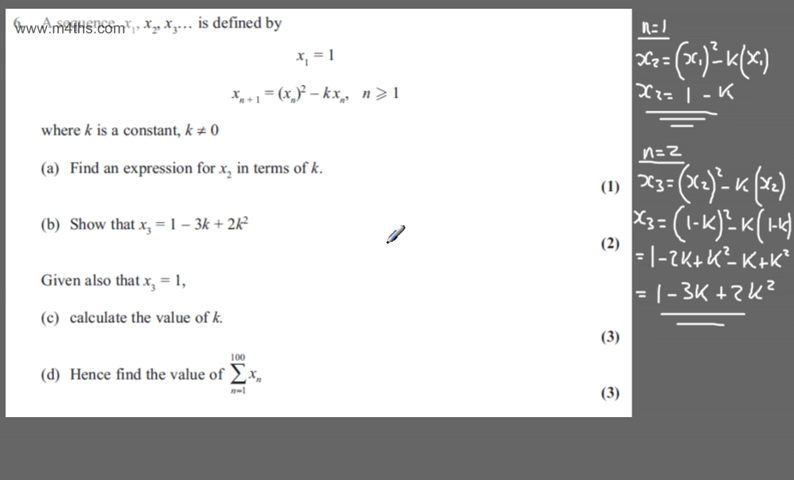 6. A sequence x₁, x₂, x₃... is defined by
www.m4ths.com
x₁ = 1
xₙ₊₁ = (xₙ)² – kxₙ, n ⩾ 1
where k is a constant, k ≠ 0
(a) Find an expression for x₂ in terms of k.
(1)
(b) Show that x₃ = 1 – 3k + 2k²
(2)
Given also that x₃ = 1,
(c) calculate the value of k.
(3)
(d) Hence find the value of ∑ₙ₌₁¹⁰⁰ xₙ
(3)
n=1
x₂=(x₁)²-K(x₁)
x₂= 1 - K
n=2
x₃=(x₂)²-K(x₂)
x₃=(1-K)²-K(1-K)
=1-2K+K²-K+K²
=1-3K+2K²